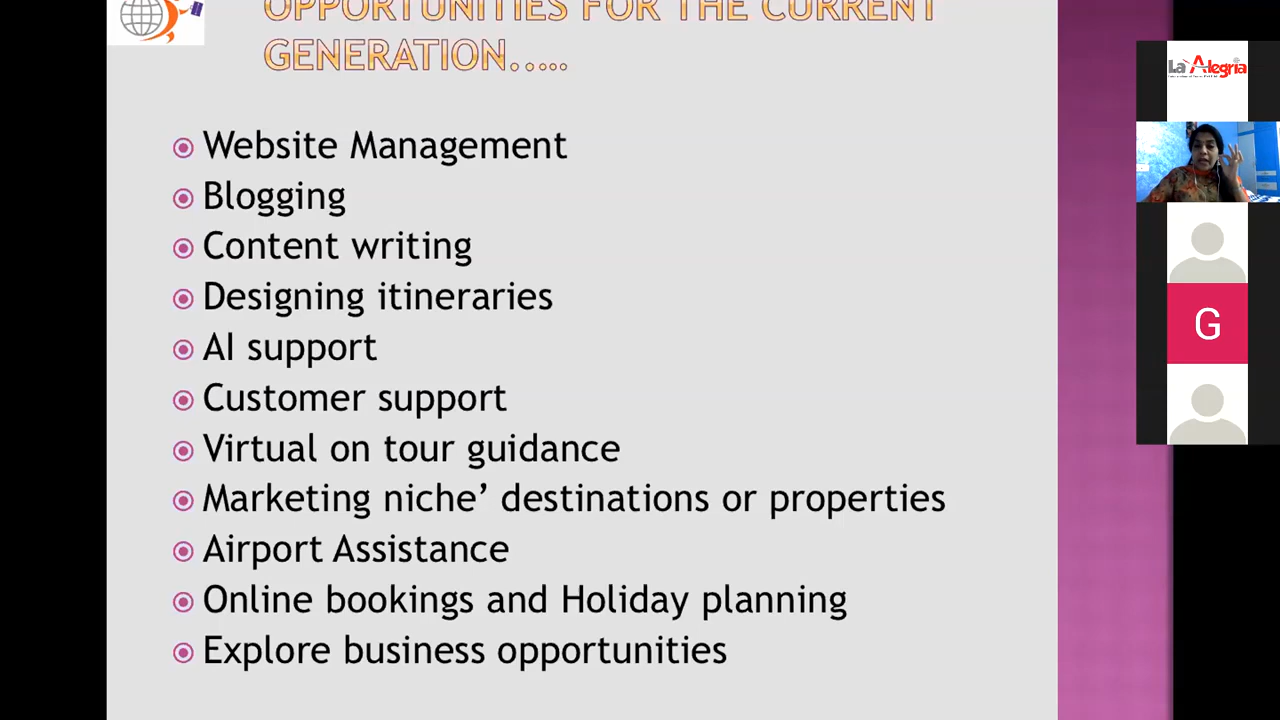 OPPORTUNITIES FOR THE CURRENT
GENERATION.….
Website Management
Blogging
Content writing
Designing itineraries
AI support
Customer support
Virtual on tour guidance
Marketing niche’ destinations or properties
Airport Assistance
Online bookings and Holiday planning
Explore business opportunities
La Alegria
G